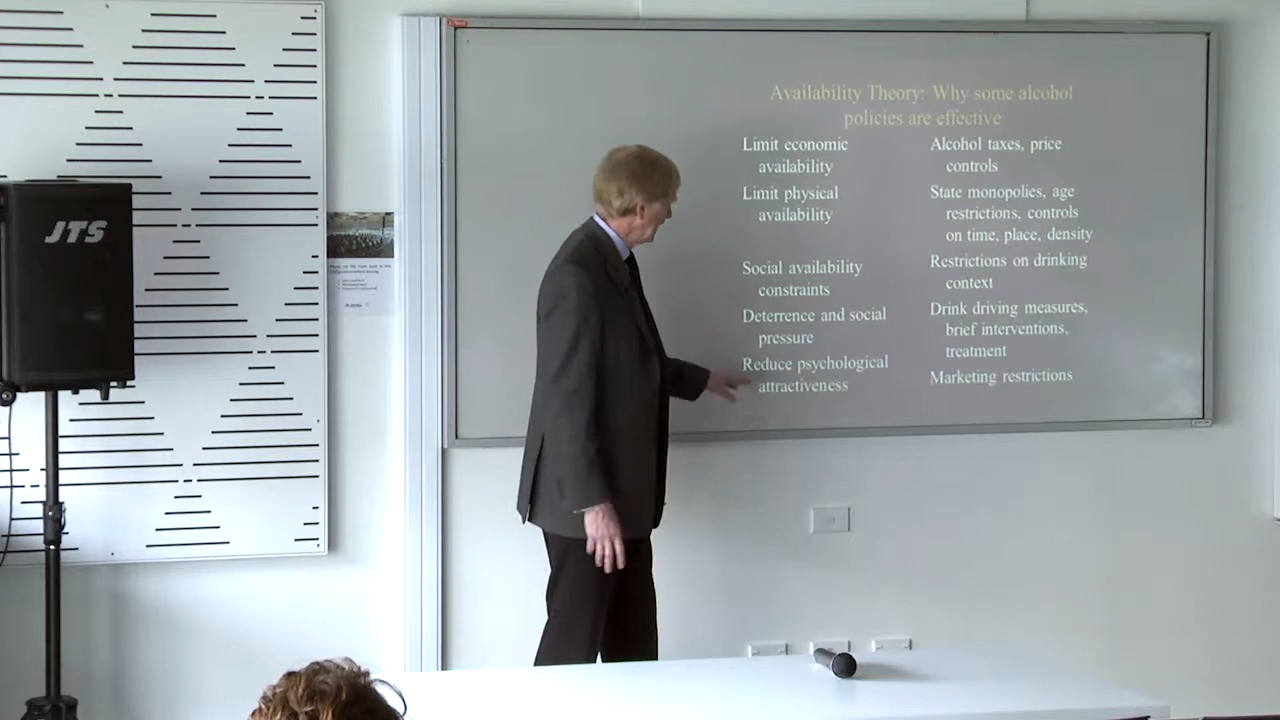 Availability Theory: Why some alcohol
policies are effective
Limit economic
availability
Alcohol taxes, price
controls
Limit physical
availability
State monopolies, age
restrictions, controls
on time, place, density
Social availability
constraints
Restrictions on drinking
context
Deterrence and social
pressure
Drink driving measures,
brief interventions,
treatment
Reduce psychological
attractiveness
Marketing restrictions
JTS